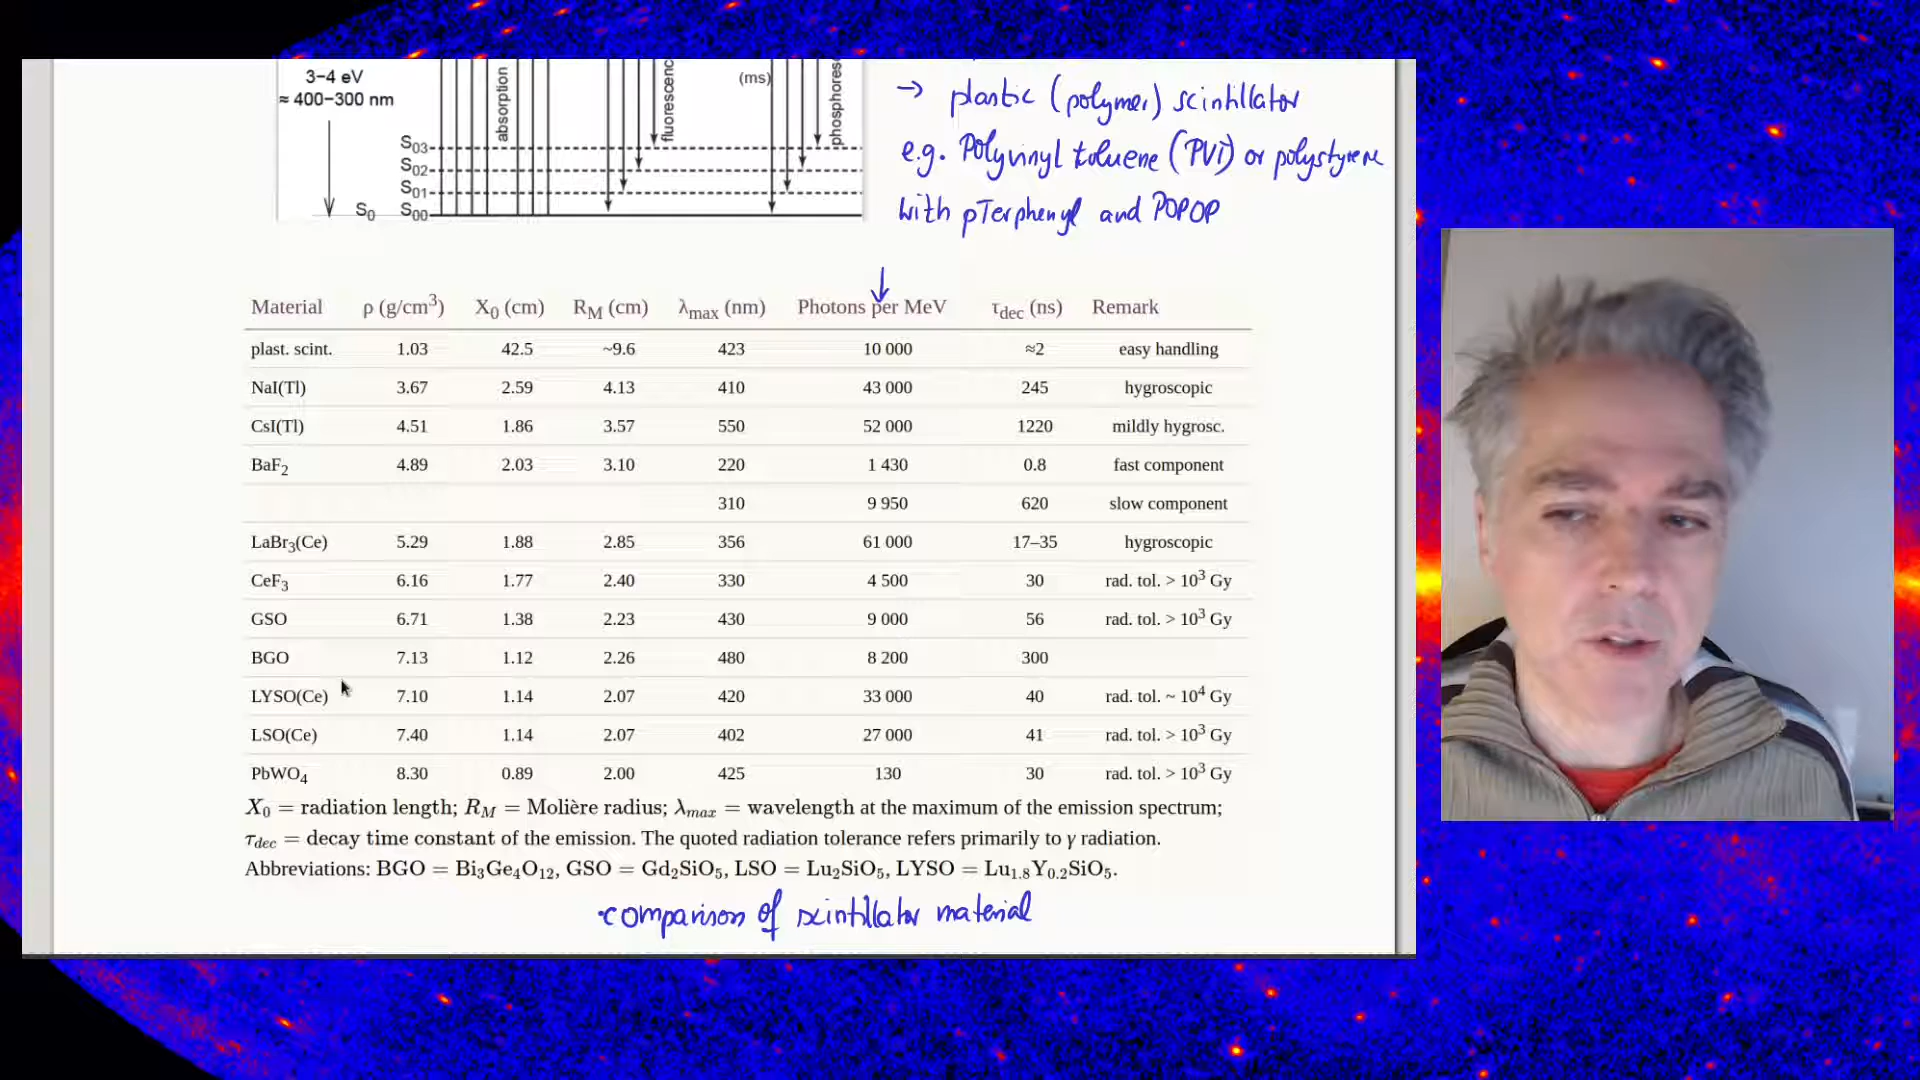 3−4 eV
≈ 400−300 nm
absorption
(ms)
S03
S02
S01
S0 S00
→ plastic (polymer) scintillator
e.g. Polyvinyl toluene (PVT) or polystyrene
with pTerphenyl and POPOP
↓
Material ρ (g/cm³) X₀ (cm) R_M (cm) λ_max (nm) Photons per MeV τ_dec (ns) Remark
plast. scint. 1.03 42.5 ~9.6 423 10 000 ≈2 easy handling
NaI(Tl) 3.67 2.59 4.13 410 43 000 245 hygroscopic
CsI(Tl) 4.51 1.86 3.57 550 52 000 1220 mildly hygrosc.
BaF₂ 4.89 2.03 3.10 220 1 430 0.8 fast component
310 9 950 620 slow component
LaBr₃(Ce) 5.29 1.88 2.85 356 61 000 17–35 hygroscopic
CeF₃ 6.16 1.77 2.40 330 4 500 30 rad. tol. > 10³ Gy
GSO 6.71 1.38 2.23 430 9 000 56 rad. tol. > 10³ Gy
BGO 7.13 1.12 2.26 480 8 200 300
LYSO(Ce) 7.10 1.14 2.07 420 33 000 40 rad. tol. ~ 10⁴ Gy
LSO(Ce) 7.40 1.14 2.07 402 27 000 41 rad. tol. > 10³ Gy
PbWO₄ 8.30 0.89 2.00 425 130 30 rad. tol. > 10³ Gy
X₀ = radiation length; R_M = Molière radius; λ_max = wavelength at the maximum of the emission spectrum;
τ_dec = decay time constant of the emission. The quoted radiation tolerance refers primarily to γ radiation.
Abbreviations: BGO = Bi₃Ge₄O₁₂, GSO = Gd₂SiO₅, LSO = Lu₂SiO₅, LYSO = Lu₁.₈Y₀.₂SiO₅.
comparison of scintillator material